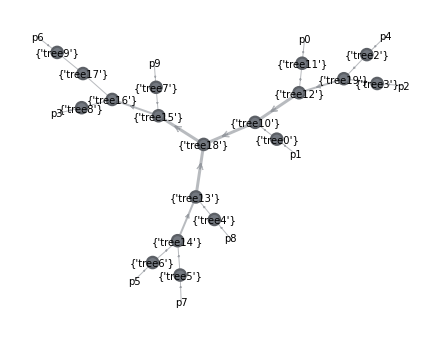 p6
p0
p4
{'tree9'}
{'tree2'}
p9
{'tree11'}
{'tree17'}
{'tree19'}
{'tree3'}
p2
{'tree7'}
{'tree12'}
{'tree16'}
p3
{'tree8'}
{'tree15'}
{'tree10'}
{'tree0'}
{'tree18'}
p1
{'tree13'}
{'tree4'}
p8
{'tree14'}
{'tree6'}
{'tree5'}
p5
p7